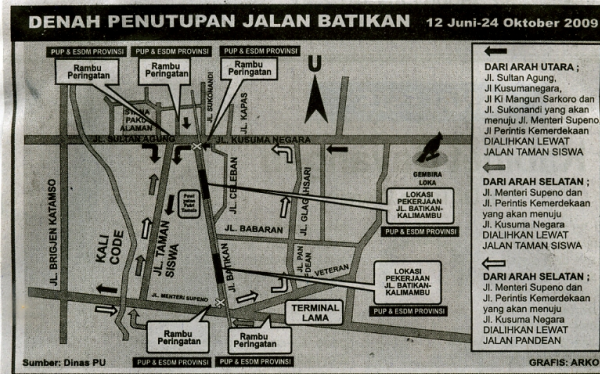 DENAH PENUTUPAN JALAN BATIKAN 12 Juni-24 Oktober 2009
PUP & ESDM PROVINSI
PUP & ESDM PROVINSI
PUP & ESDM PROVINSI
Rambu
Peringatan
Rambu
Peringatan
Rambu
Peringatan
JL. SUKONANDI
JL. KAPAS
U
PAKU
ALAMAN
JL. SULTAN AGUNG
JL. KUSUMA NEGARA
GEMBIRA
LOKA
JL. BRIGJEN KATAMSO
KALI
CODE
JL. TAMAN
SISWA
JL. CELEBAN
JL. GLAGAHSARI
LOKASI
PEKERJAAN
JL. BATIKAN-
KALIMAMBU
PUP & ESDM PROVINSI
JL. BABARAN
JL. BATIKAN
JL. PAN
DEAN
VETERAN
LOKASI
PEKERJAAN
JL. BATIKAN-
KALIMAMBU
PUP & ESDM PROVINSI
JL. MENTERI SUPENO
TERMINAL
LAMA
Rambu
Peringatan
Rambu
Peringatan
PUP & ESDM PROVINSI
PUP & ESDM PROVINSI
DARI ARAH UTARA ;
Jl. Sultan Agung,
Jl Kusumanegara,
Jl Ki Mangun Sarkoro dan
Jl. Sukonandi yang akan
menuju Jl. Menteri Supeno
Jl Perintis Kemerdekaan
DIALIHKAN LEWAT
JALAN TAMAN SISWA
DARI ARAH SELATAN ;
Jl. Menteri Supeno dan
Jl. Perintis Kemerdekaan
yang akan menuju
Jl. Kusuma Negara
DIALIHKAN LEWAT
JALAN TAMAN SISWA
DARI ARAH SELATAN ;
Jl. Menteri Supeno dan
Jl. Perintis Kemerdekaan
yang akan menuju
Jl. Kusuma Negara
DIALIHKAN LEWAT
JALAN PANDEAN
Sumber: Dinas PU
GRAFIS: ARKO